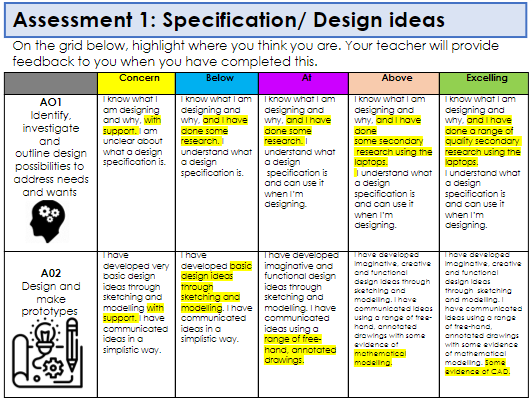 Assessment 1: Specification/ Design ideas
On the grid below, highlight where you think you are. Your teacher will provide
feedback to you when you have completed this.
Concern
Below
At
Above
Excelling
AO1
Identify,
investigate
and
outline design
possibilities to
address needs
and wants
I know what I
am designing
and why, with
support. I am
unclear about
what a design
specification is.
I know what I am
designing and
why, and I have
done some
research. I
understand what
a design
specification is.
I know what I am
designing and
why, and I have
done some
research. I
understand what
a design
specification is
and can use it
when I'm
designing.
I know what I am
designing and
why, and I have
done
some secondary
research using the
laptops.
I understand what
a design
specification is
and can use it
when I'm
designing.
I know what I am
designing and
why, and I have
done a range of
quality secondary
research using the
laptops.
I understand what
a design
specification is
and can use it
when I'm
designing.
A02
Design and
make
prototypes
I have
developed very
basic design
ideas through
sketching and
modelling with
support. I have
communicated
ideas in a
simplistic way.
I have
developed basic
design ideas
through
sketching and
modelling. I have
communicated
ideas in a
simplistic way.
I have developed
imaginative and
functional design
ideas through
sketching and
modelling. I have
communicated
ideas using a
range of free-
hand, annotated
drawings.
I have developed
imaginative, creative
and functional
design ideas through
sketching and
modelling. I have
communicated ideas
using a range of free-
hand, annotated
drawings with some
evidence of
mathematical
modelling.
I have developed
imaginative, creative
and functional
design ideas
through sketching
and modelling. I have
communicated ideas
using a range of
free-hand,
annotated drawings
with some evidence
of mathematical
modelling. Some
evidence of CAD.